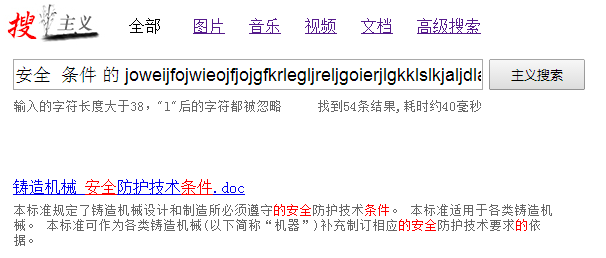 搜 主义 全部 图片 音乐 视频 文档 高级搜索
安全 条件 的 joweijfojwieojfjojgfkrlegljreljgoierjlgkklslkjaljdla 主义搜索
输入的字符长度大于38，"l"后的字符都被忽略 找到54条结果,耗时约40毫秒
铸造机械 安全防护技术条件.doc
本标准规定了铸造机械设计和制造所必须遵守的安全防护技术条件。 本标准适用于各类铸造机
械。 本标准可作为各类铸造机械(以下简称“机器”)补充制订相应的安全防护技术要求的依
据。